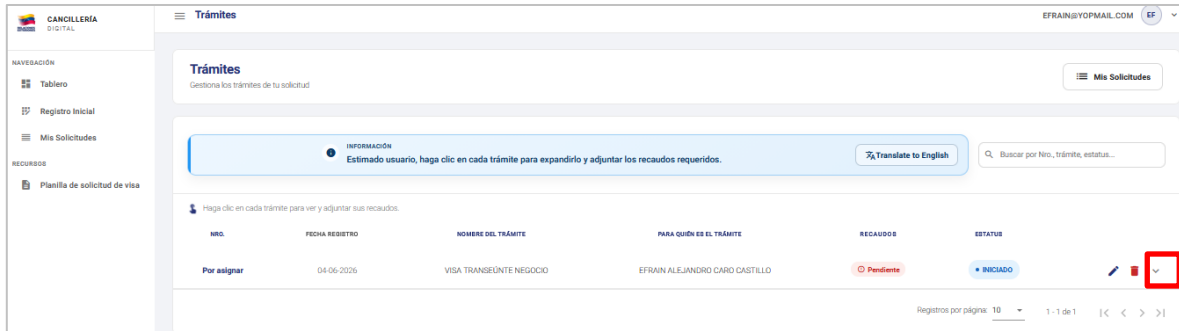 CANCILLERÍA
DIGITAL
Trámites
EFRAIN@YOPMAIL.COM EF
NAVEGACIÓN
Tablero
Registro Inicial
Mis Solicitudes
RECURSOS
Planilla de solicitud de visa
Trámites
Gestiona los trámites de tu solicitud
Mis Solicitudes
INFORMACIÓN
Estimado usuario, haga clic en cada trámite para expandirlo y adjuntar los recaudos requeridos.
Translate to English
Buscar por Nro., trámite, estatus...
Haga clic en cada trámite para ver y adjuntar sus recaudos.
NRO. FECHA REGISTRO NOMBRE DEL TRÁMITE PARA QUIÉN ES EL TRÁMITE RECAUDOS ESTATUS
Por asignar 04-06-2026 VISA TRANSEÚNTE NEGOCIO EFRAIN ALEJANDRO CARO CASTILLO Pendiente • INICIADO
Registros por página: 10 1 - 1 de 1